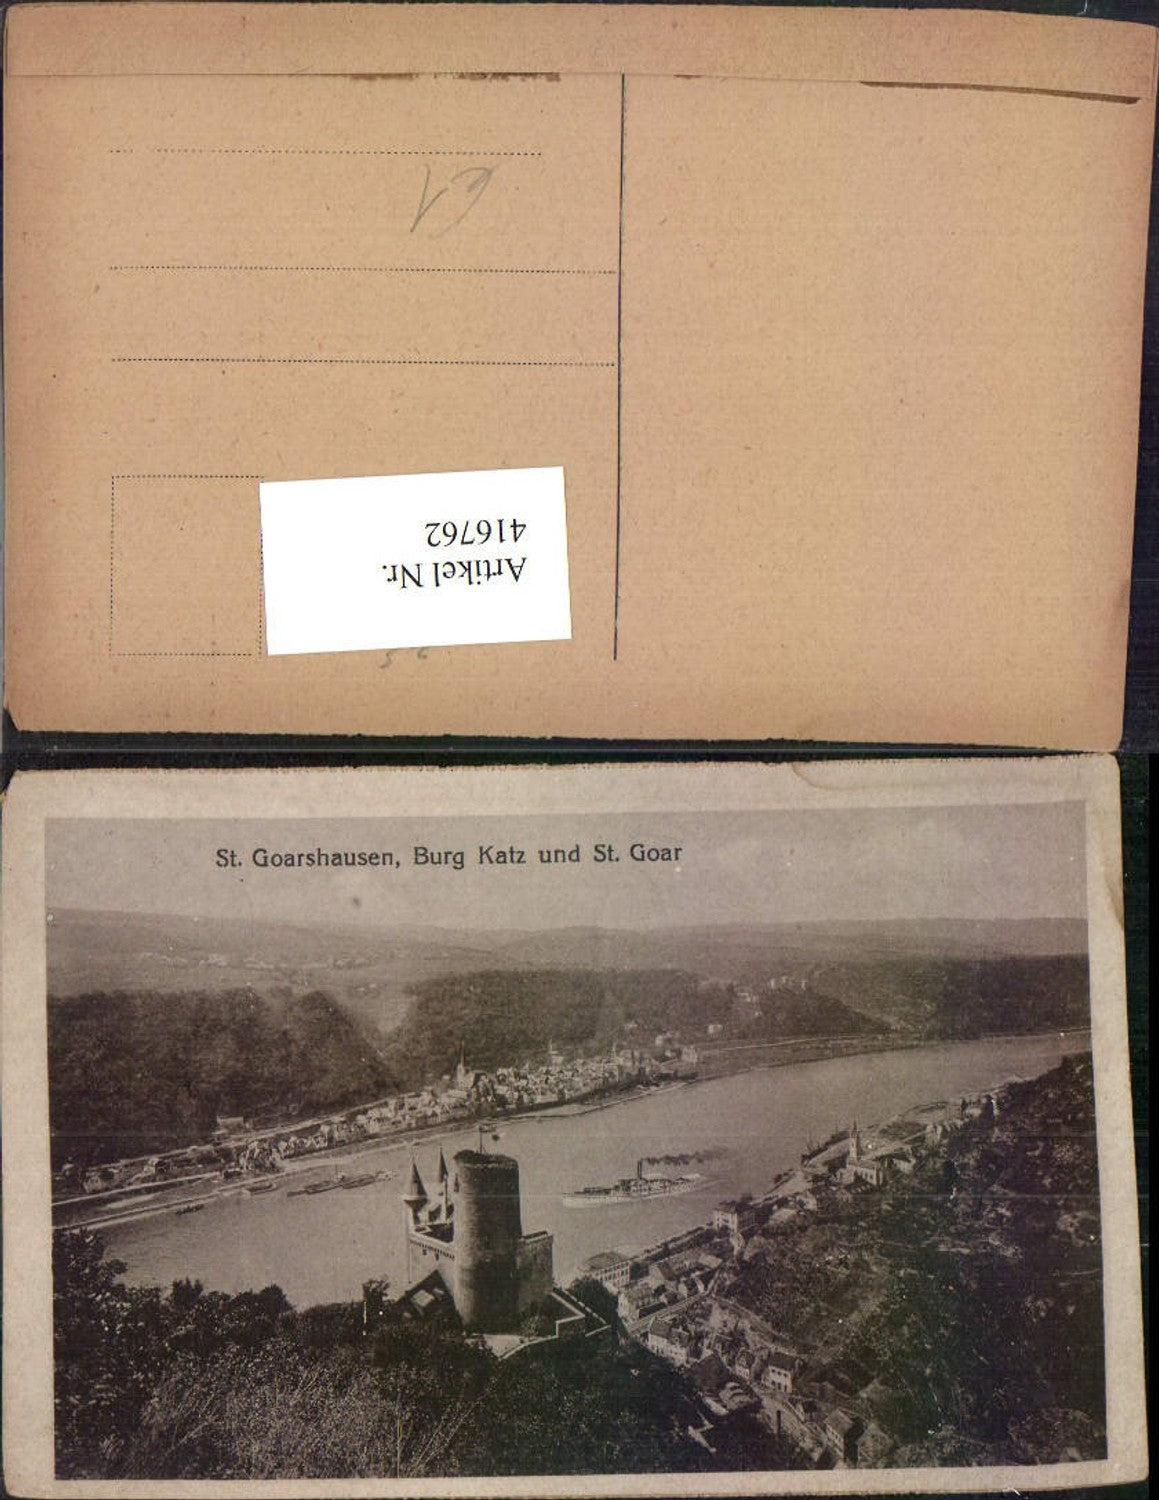 Artikel Nr.
416762
St. Goarshausen, Burg Katz und St. Goar